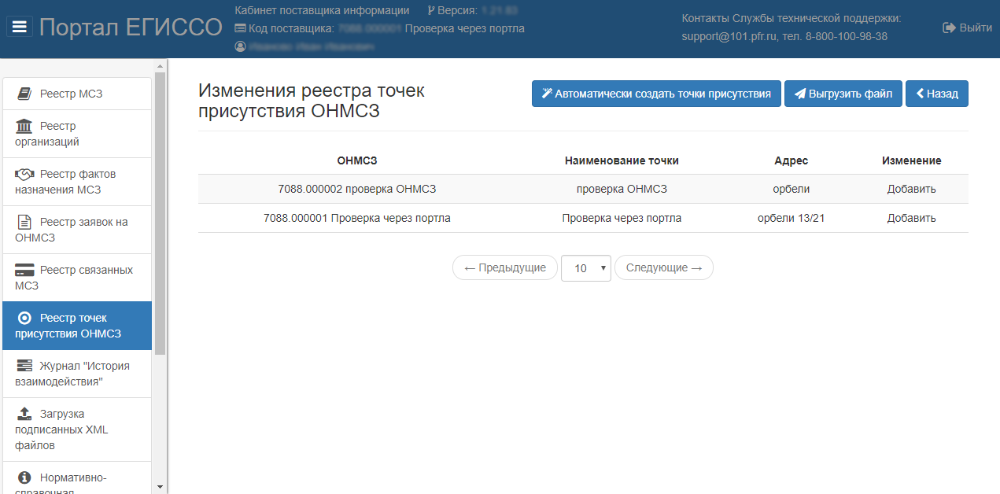 Портал ЕГИССО
Кабинет поставщика информации Версия:
Код поставщика: Проверка через портла
Контакты Службы технической поддержки:
support@101.pfr.ru, тел. 8-800-100-98-38
Выйти
Реестр МСЗ
Реестр
организаций
Реестр фактов
назначения МСЗ
Реестр заявок на
ОНМСЗ
Реестр связанных
МСЗ
Реестр точек
присутствия ОНМСЗ
Журнал "История
взаимодействия"
Загрузка
подписанных XML
файлов
Нормативно-
справочная
Изменения реестра точек
присутствия ОНМСЗ
Автоматически создать точки присутствия Выгрузить файл Назад
ОНМСЗ Наименование точки Адрес Изменение
7088.000002 проверка ОНМСЗ проверка ОНМСЗ орбели Добавить
7088.000001 Проверка через портла Проверка через портла орбели 13/21 Добавить
← Предыдущие 10 Следующие →